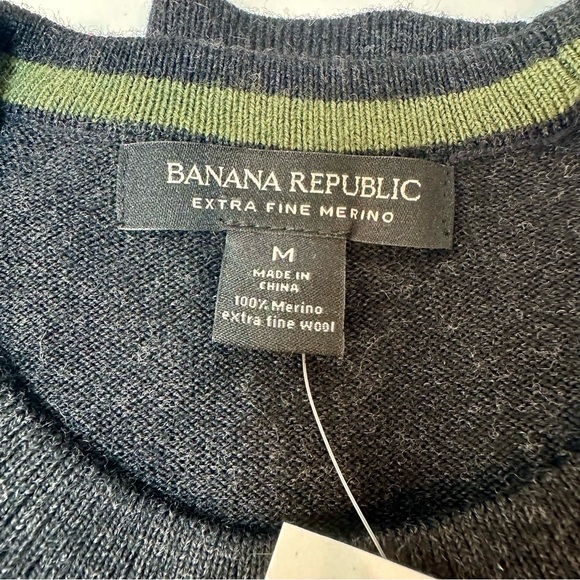 BANANA REPUBLIC
EXTRA FINE MERINO
M
MADE IN
CHINA
100% Merino
extra fine wool